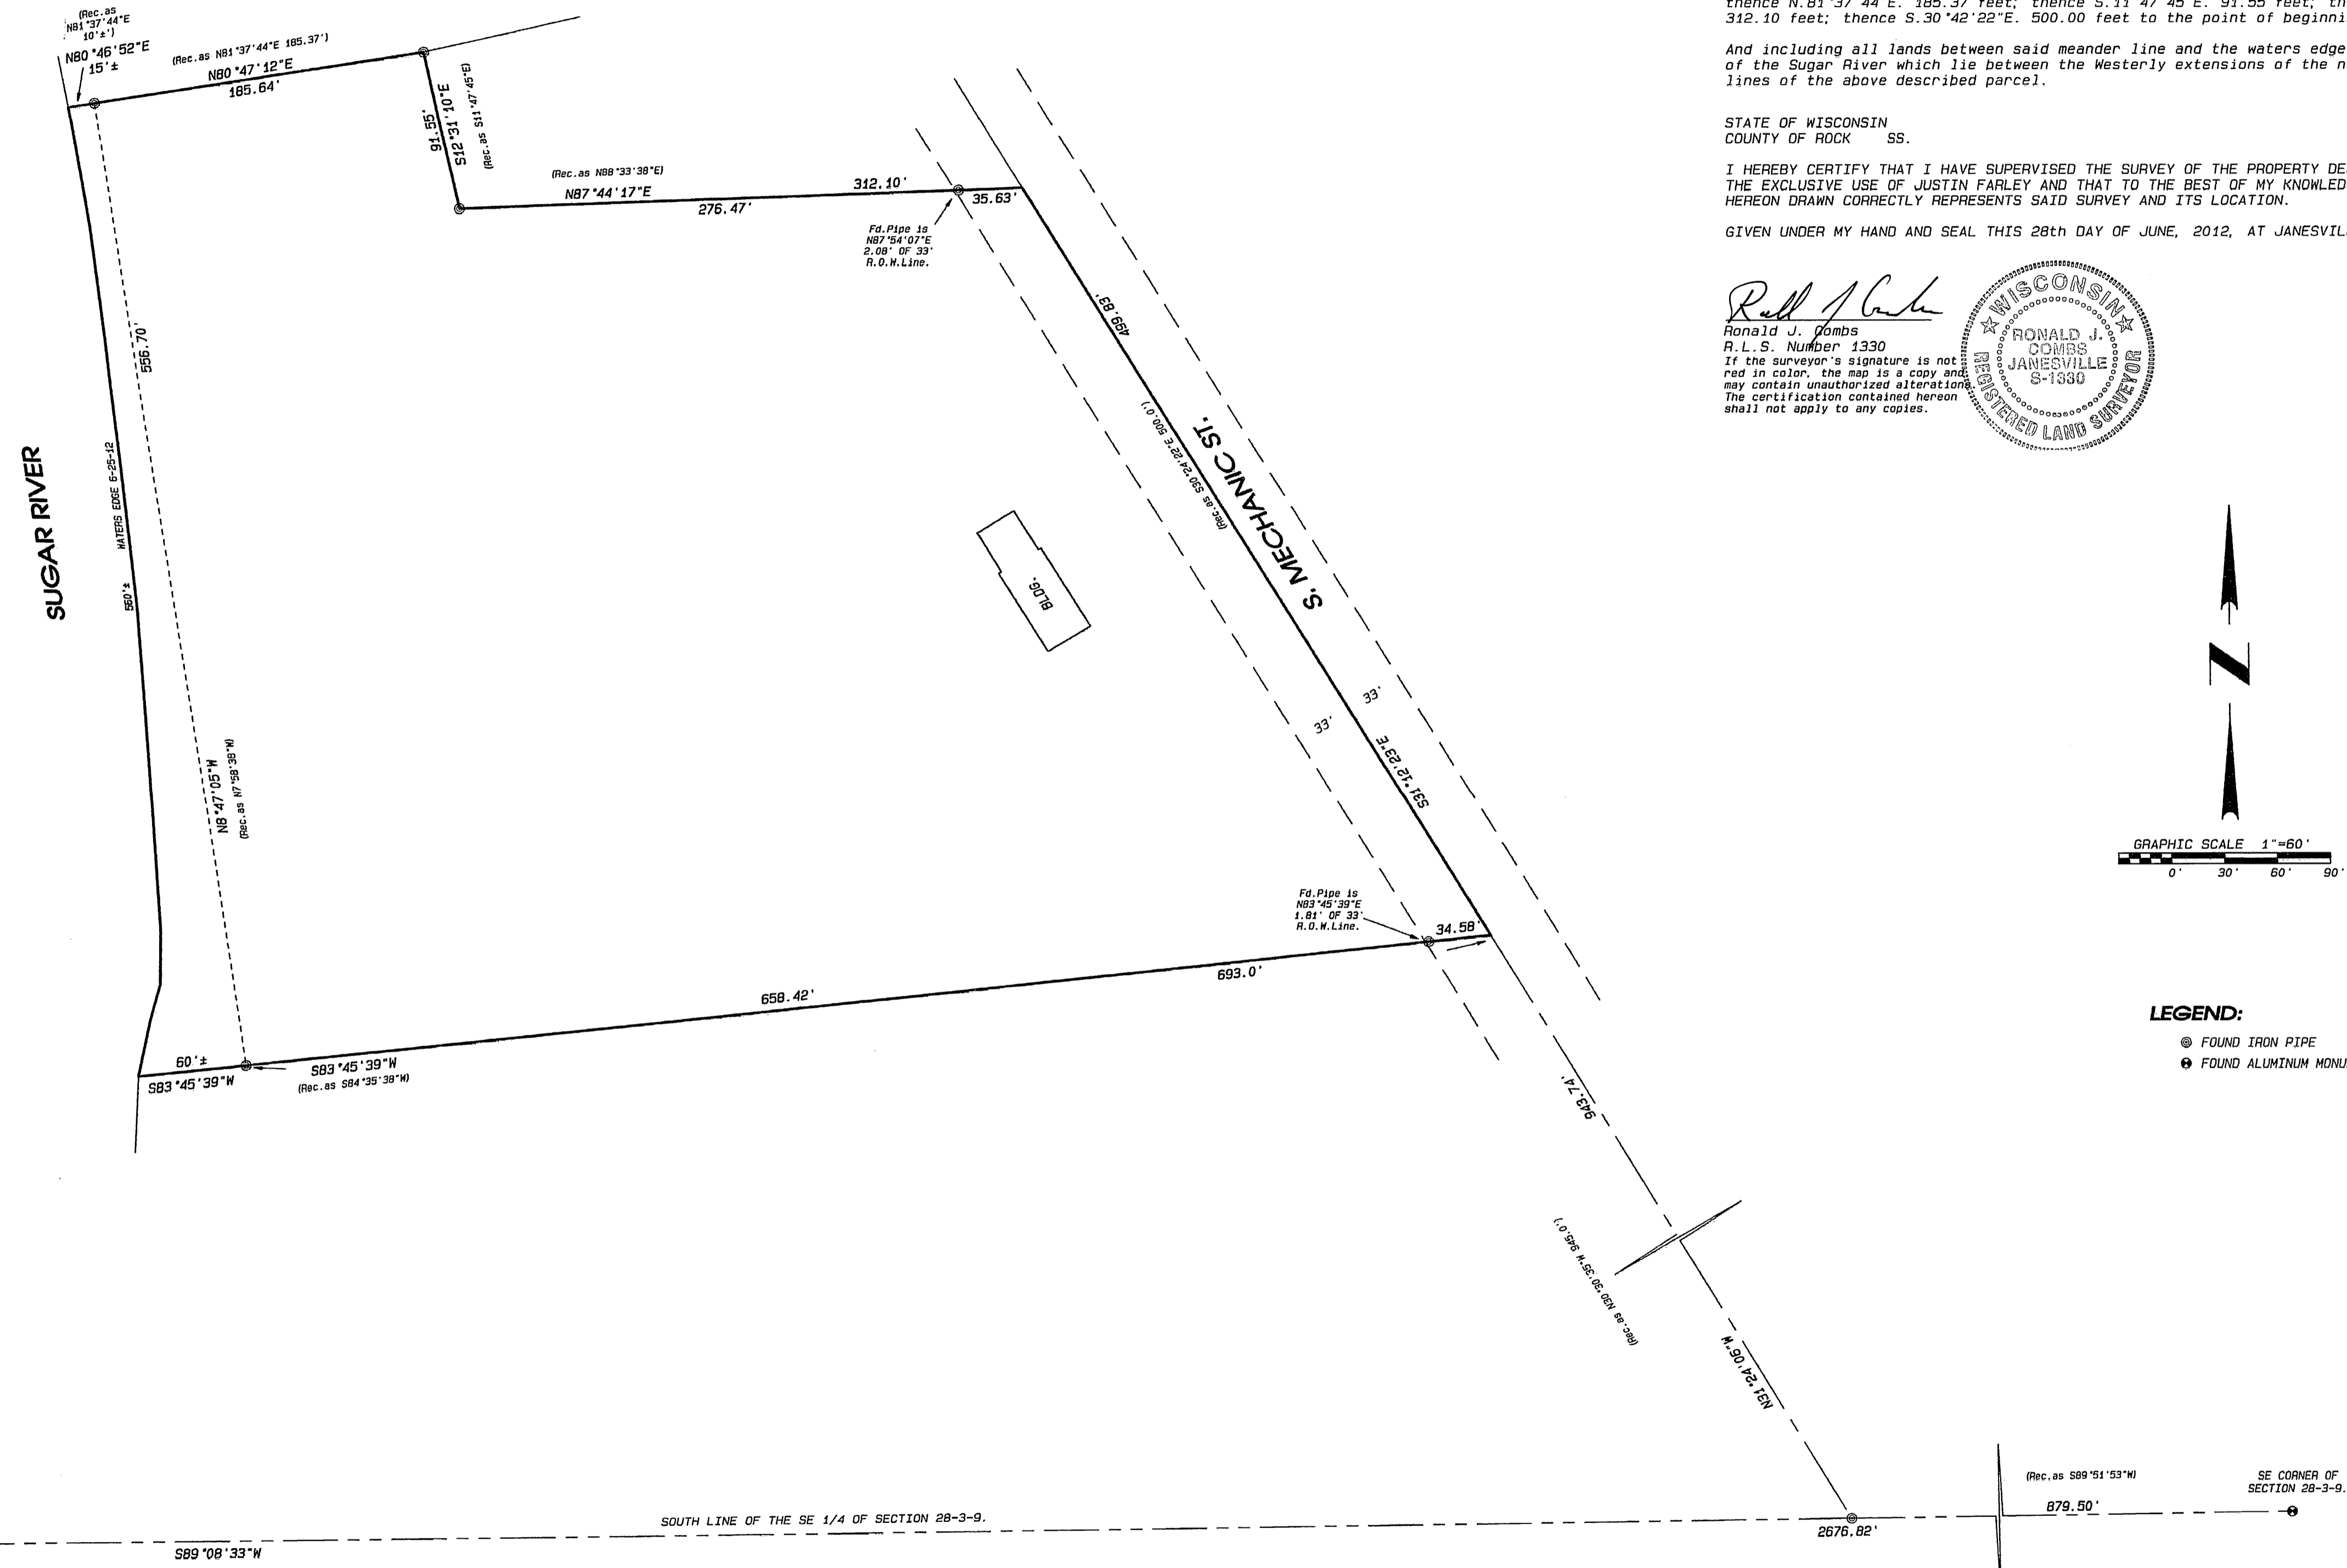 (Rec.as
N81°37'44"E
10'±')
N80°46'52"E
15'±
(Rec.as N81°37'44"E 185.37')
N80°47'12"E
185.64'
91.55'
S12°31'10"E
(Rec.as S11°47'45"E)
(Rec.as N88°33'38"E)
N87°44'17"E
312.10'
276.47'
35.63'
Fd.Pipe is
N87°54'07"E
2.08' OF 33'
R.O.W.Line.
499.83'
(Rec.as S30°24'22"E 500.0')
S. MECHANIC ST.
SUGAR RIVER
556.70'
WATERS EDGE 6-25-12
560'±
N8°47'05"W
(Rec.as N7°58'38"W)
BLDG.
33'
33'
S31°12'23"E
Fd.Pipe is
N83°45'39"E
1.81' OF 33'
R.O.W.Line.
34.58'
693.0'
658.42'
60'±
S83°45'39"W
S83°45'39"W
(Rec.as S84°35'38"W)
943.74'
(Rec.as N30°30'35"W 945.0')
N31°24'06"W
SOUTH LINE OF THE SE 1/4 OF SECTION 28-3-9.
S89°08'33"W
2676.82'
(Rec.as S89°51'53"W)
879.50'
SE CORNER OF
SECTION 28-3-9.
thence N.81°37'44"E. 185.37 feet; thence S.11°47'45"E. 91.55 feet; th
312.10 feet; thence S.30°42'22"E. 500.00 feet to the point of beginni
And including all lands between said meander line and the waters edge
of the Sugar River which lie between the Westerly extensions of the n
lines of the above described parcel.
STATE OF WISCONSIN
COUNTY OF ROCK SS.
I HEREBY CERTIFY THAT I HAVE SUPERVISED THE SURVEY OF THE PROPERTY DE
THE EXCLUSIVE USE OF JUSTIN FARLEY AND THAT TO THE BEST OF MY KNOWLED
HEREON DRAWN CORRECTLY REPRESENTS SAID SURVEY AND ITS LOCATION.
GIVEN UNDER MY HAND AND SEAL THIS 28th DAY OF JUNE, 2012, AT JANESVIL
Ronald J. Combs
R.L.S. Number 1330
If the surveyor's signature is not
red in color, the map is a copy and
may contain unauthorized alterations.
The certification contained hereon
shall not apply to any copies.
WISCONSIN
RONALD J.
COMBS
JANESVILLE
S-1330
REGISTERED LAND SURVEYOR
N
GRAPHIC SCALE 1"=60'
0' 30' 60' 90'
LEGEND:
FOUND IRON PIPE
FOUND ALUMINUM MONU